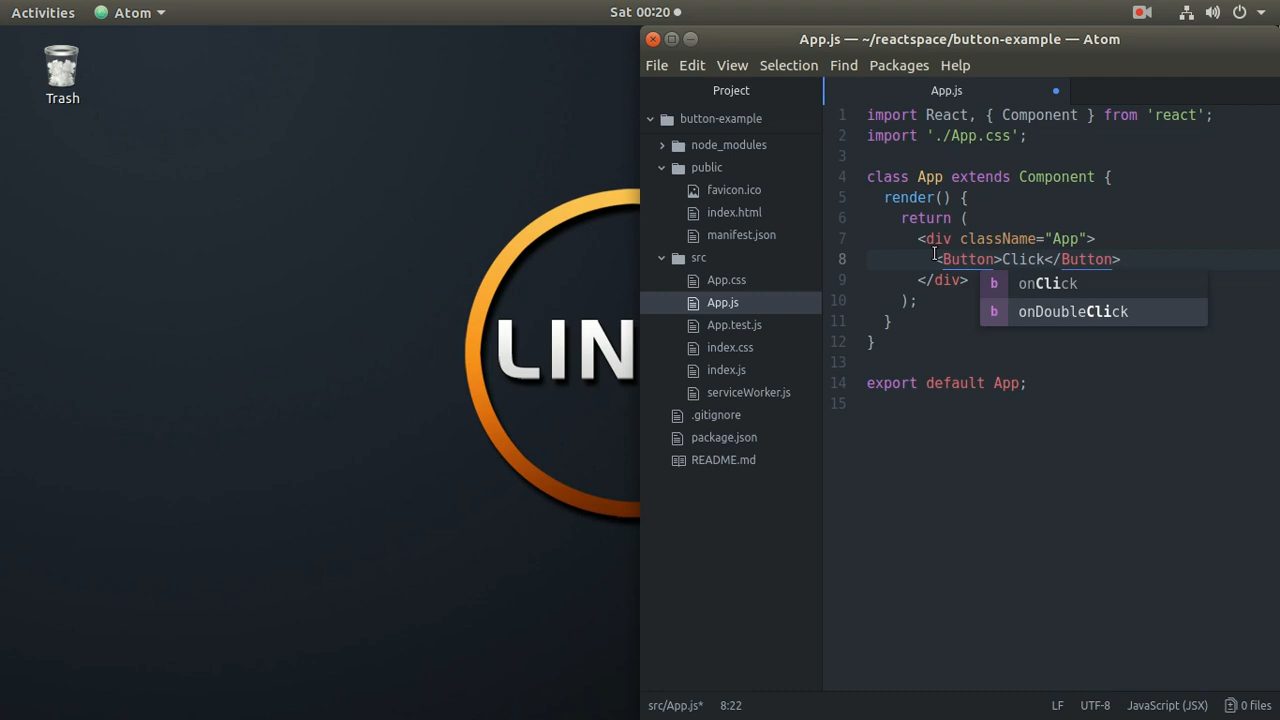 Activities
Atom
Sat 00:20
Trash
LIN
App.js — ~/reactspace/button-example — Atom
File Edit View Selection Find Packages Help
Project
button-example
node_modules
public
favicon.ico
index.html
manifest.json
src
App.css
App.js
App.test.js
index.css
index.js
serviceWorker.js
.gitignore
package.json
README.md
App.js
1 import React, { Component } from 'react';
2 import './App.css';
3
4 class App extends Component {
5 render() {
6 return (
7 <div className="App">
8 <Button>Click</Button>
9 </div>
10 );
11 }
12 }
13
14 export default App;
15
b onClick
b onDoubleClick
src/App.js* 8:22
LF UTF-8 JavaScript (JSX) 0 files